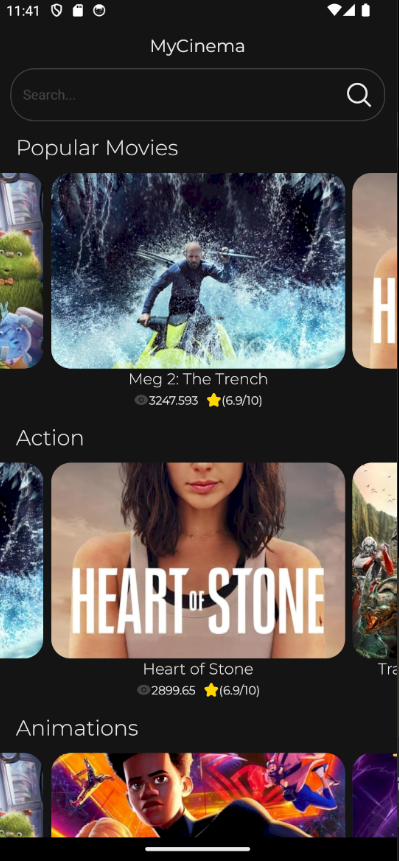 11:41
MyCinema
Search...
Popular Movies
H
Meg 2: The Trench
3247.593 (6.9/10)
Action
HEART OF STONE
Heart of Stone
Tra
2899.65 (6.9/10)
Animations